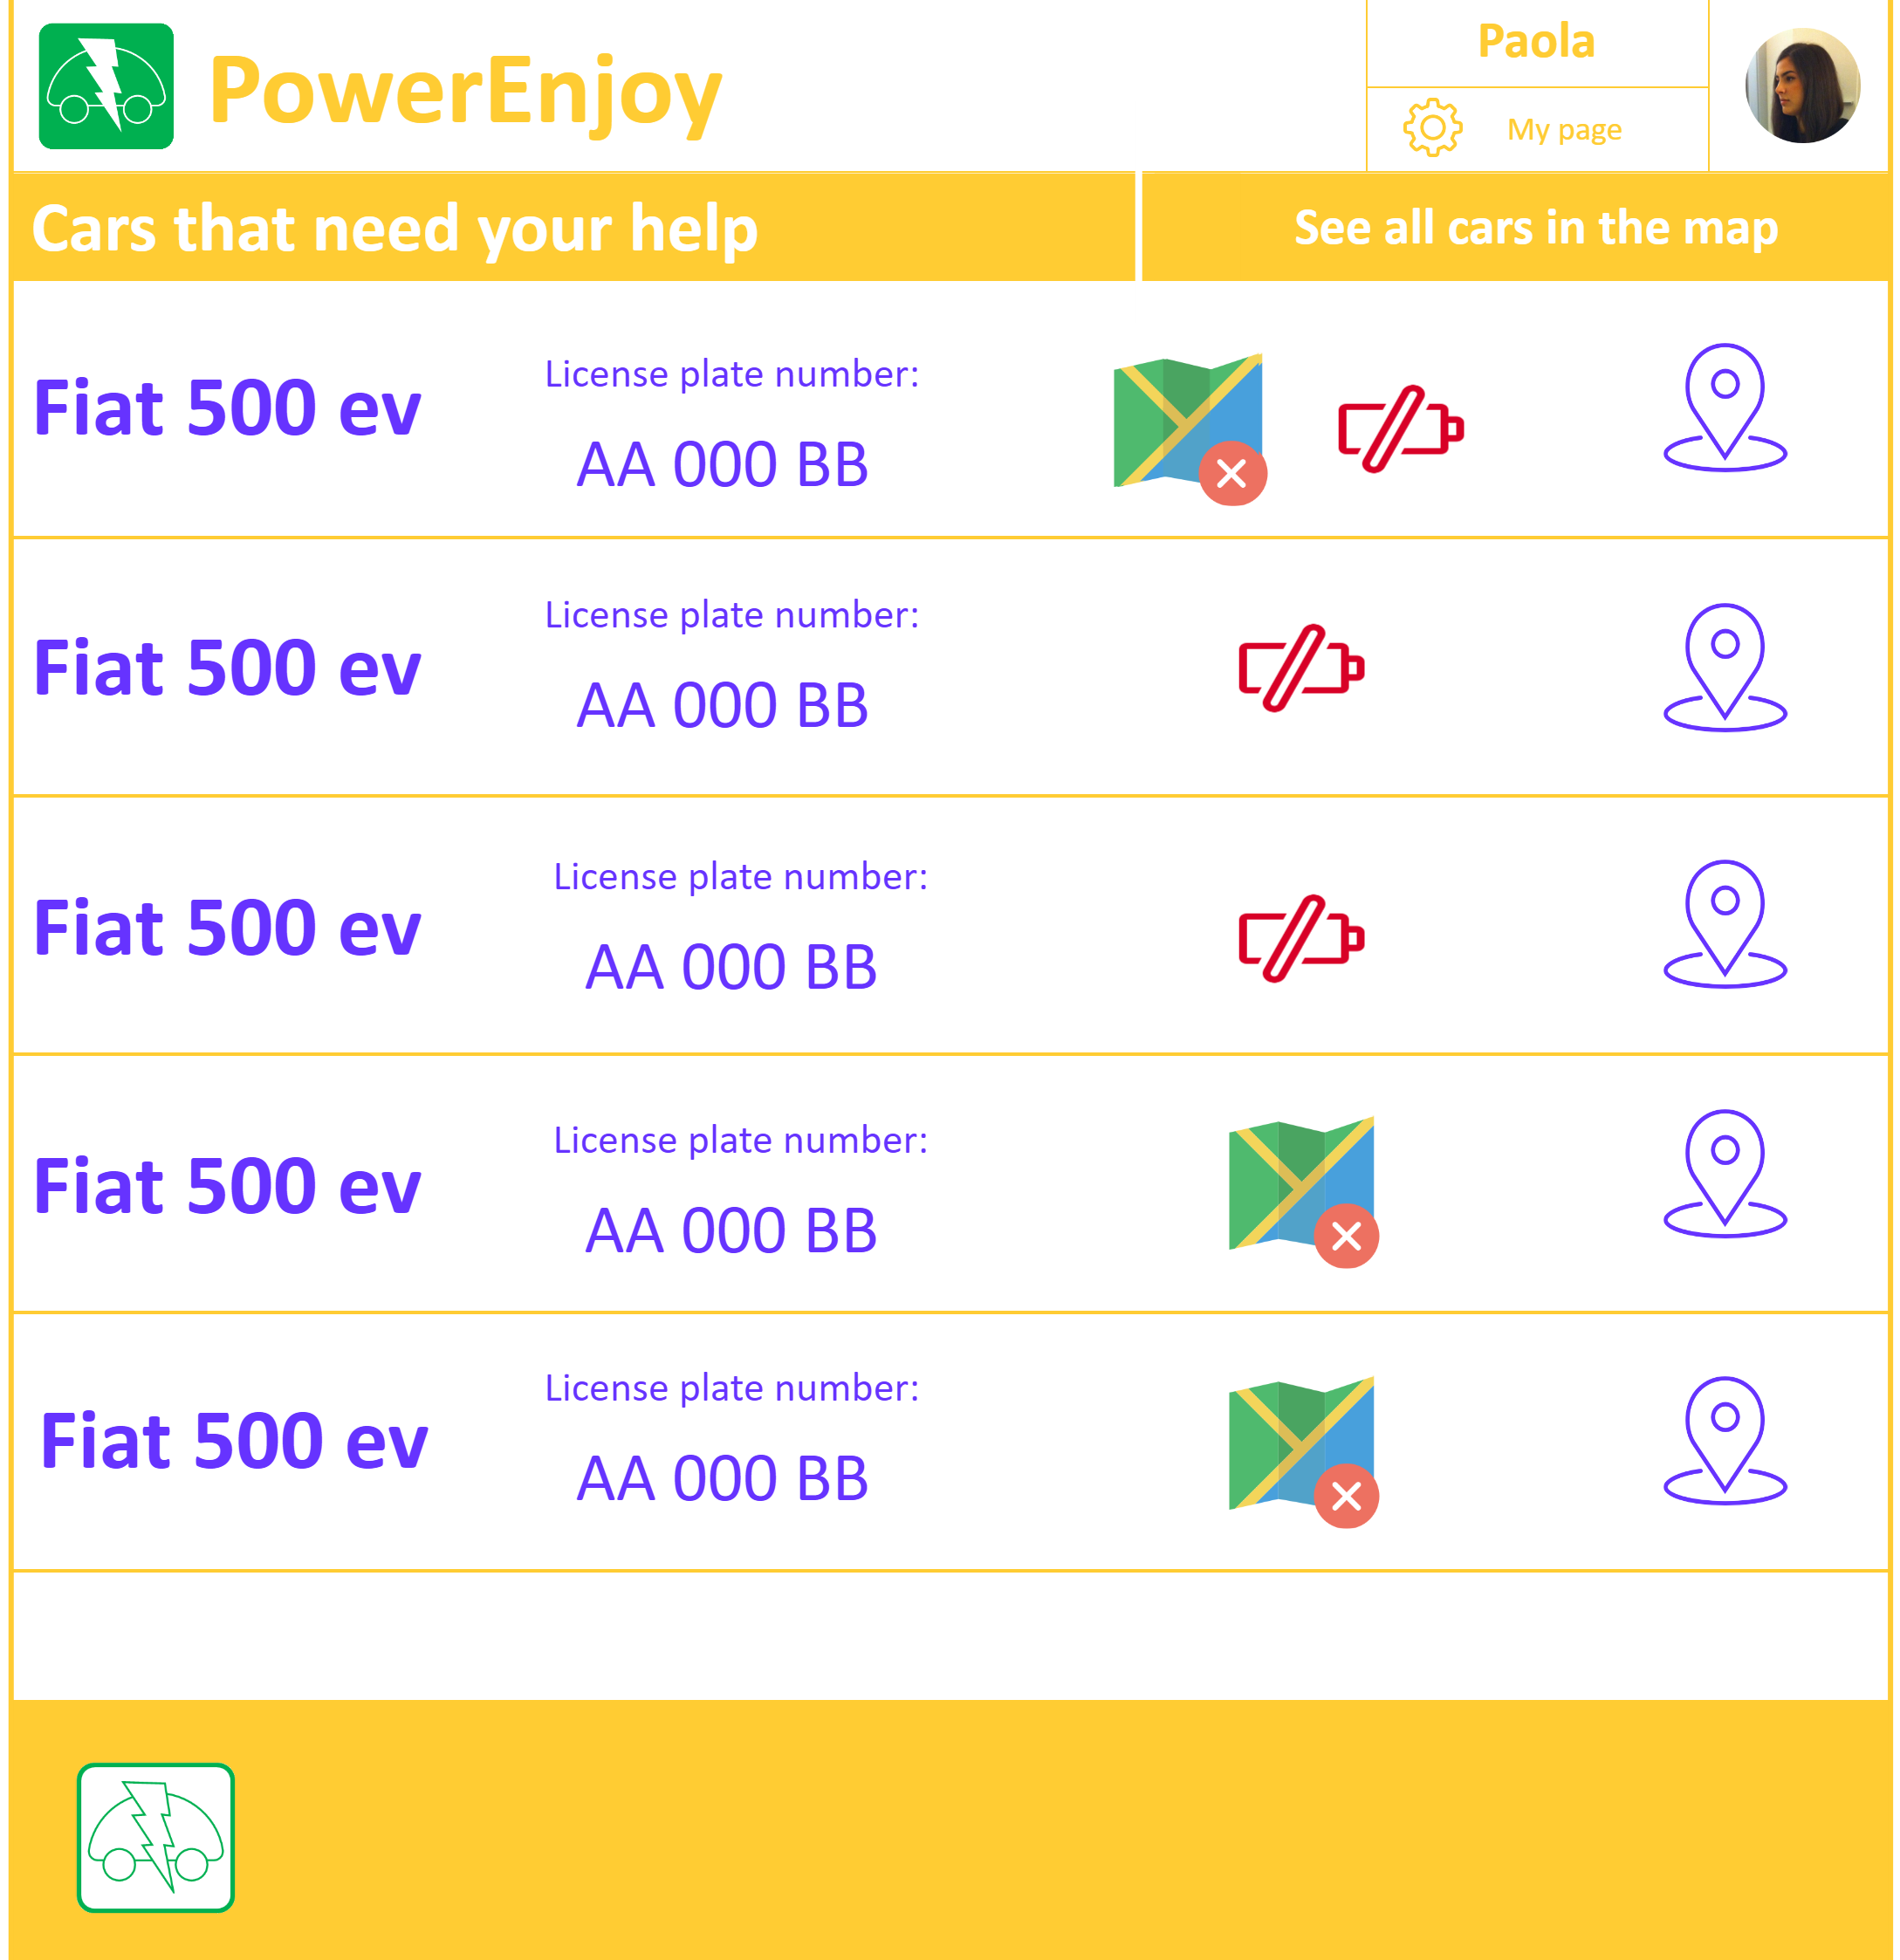 PowerEnjoy
Paola
My page
Cars that need your help
See all cars in the map
Fiat 500 ev
License plate number:
AA 000 BB
Fiat 500 ev
License plate number:
AA 000 BB
Fiat 500 ev
License plate number:
AA 000 BB
Fiat 500 ev
License plate number:
AA 000 BB
Fiat 500 ev
License plate number:
AA 000 BB